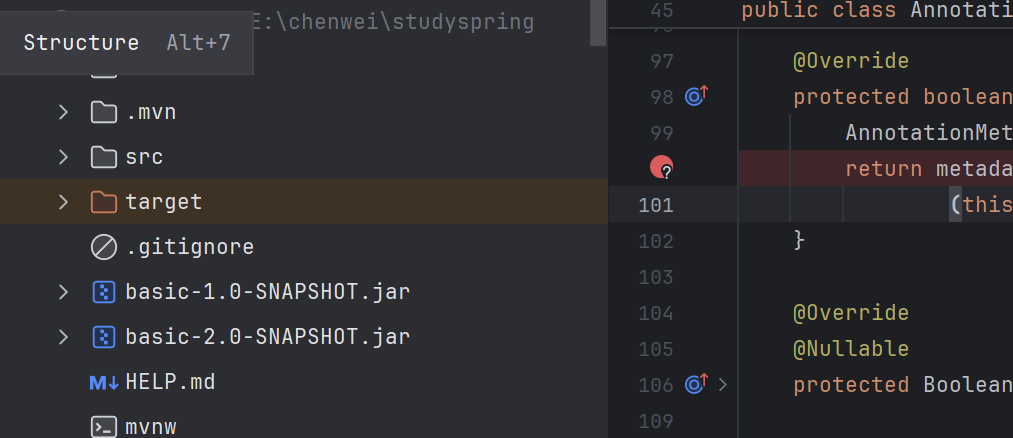 E:\chenwei\studyspring
Structure Alt+7
.mvn
src
target
.gitignore
basic-1.0-SNAPSHOT.jar
basic-2.0-SNAPSHOT.jar
HELP.md
mvnw
45 public class Annotati
97 @Override
98 protected boolean
99 AnnotationMet
return metada
101 (this
102 }
103
104 @Override
105 @Nullable
106 protected Boolean
109